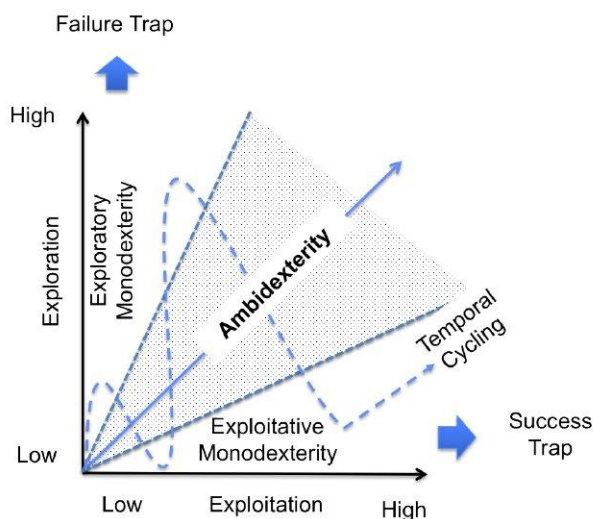 Failure Trap
High
Exploration
Exploratory
Monodexterity
Ambidexterity
Temporal
Cycling
Exploitative
Monodexterity
Success
Trap
Low
Low
Exploitation
High